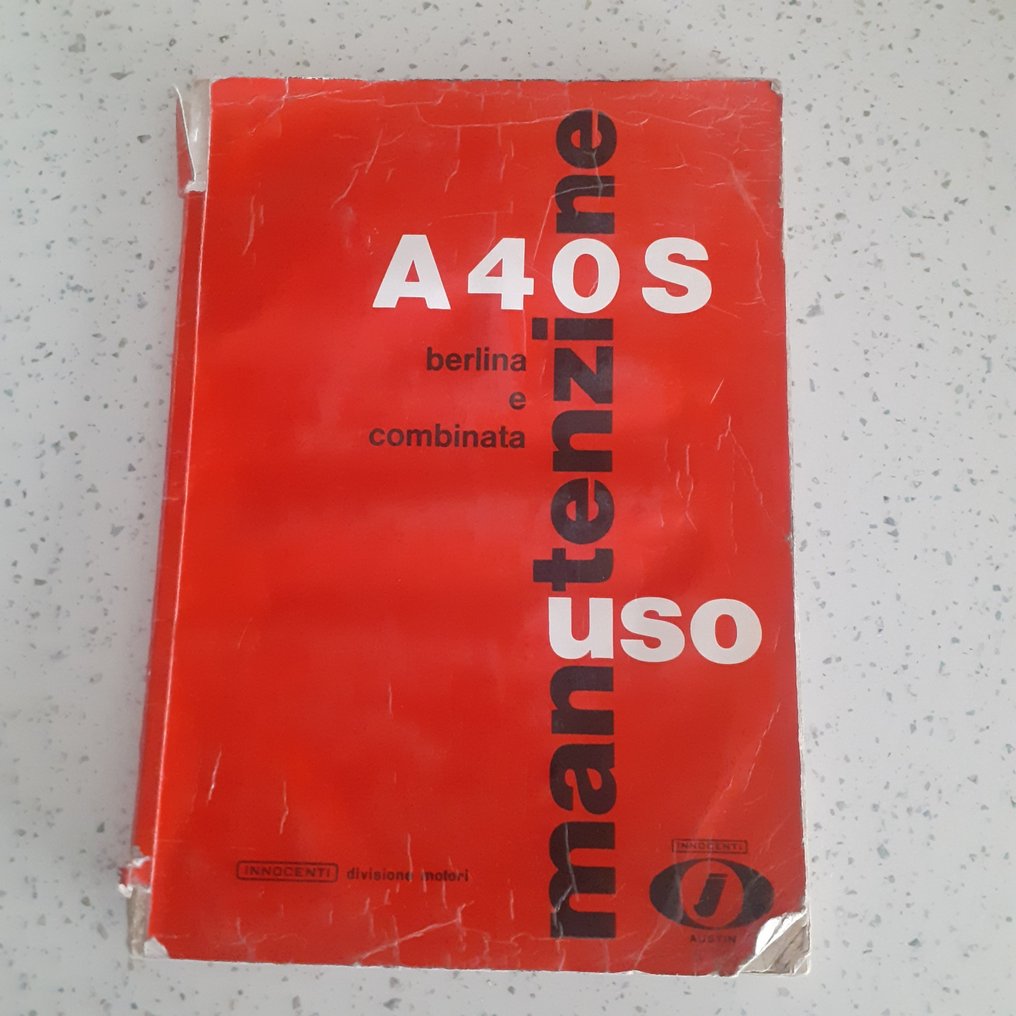 A40S
berlina
e
combinata
manutenzione
uso
INNOCENTI divisione motori
INNOCENTI
j
AUSTIN